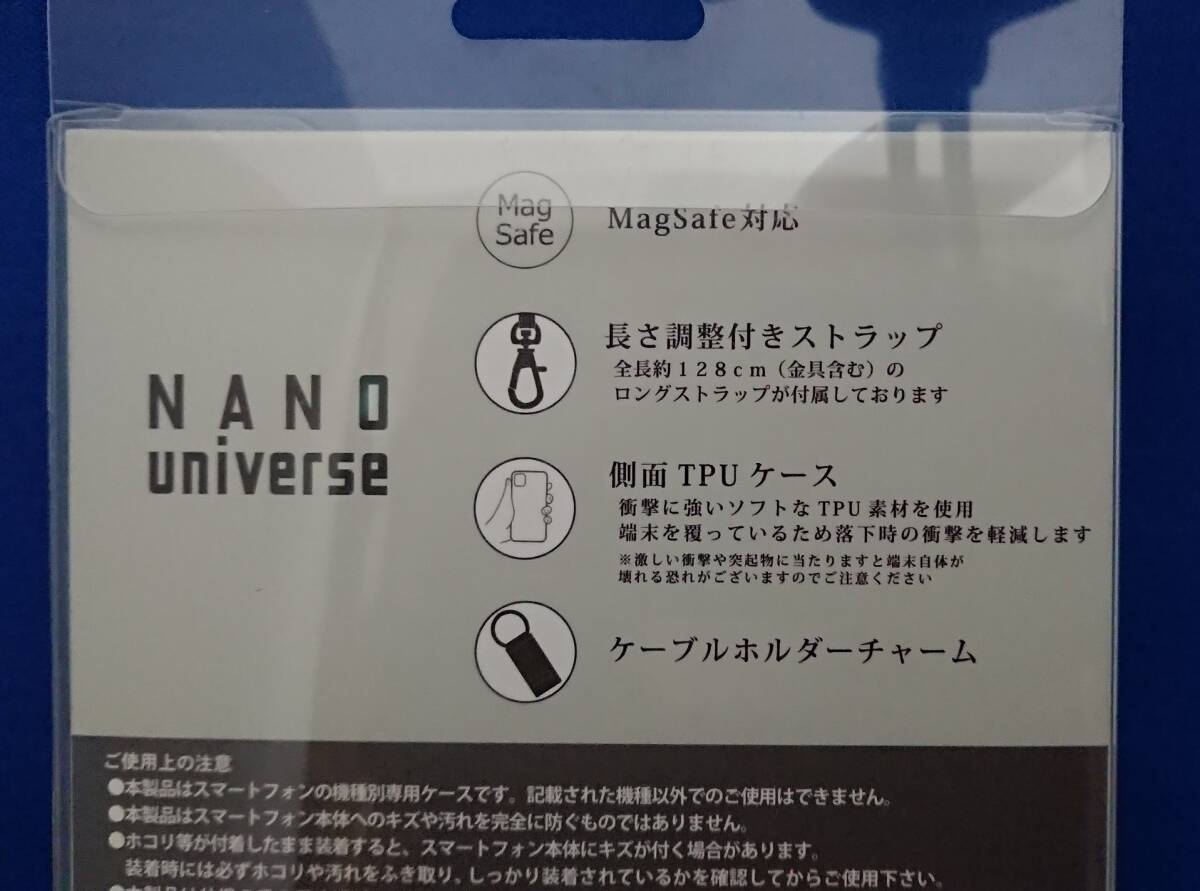 Mag
Safe
MagSafe対応
長さ調整付きストラップ
全長約128cm（金具含む）の
ロングストラップが付属しております
NANO
universe
側面TPUケース
衝撃に強いソフトなTPU素材を使用
端末を覆っているため落下時の衝撃を軽減します
※激しい衝撃や突起物に当たりますと端末自体が
壊れる恐れがございますのでご注意ください
ケーブルホルダーチャーム
ご使用上の注意
●本製品はスマートフォンの機種別専用ケースです。記載された機種以外でのご使用はできません。
●本製品はスマートフォン本体へのキズや汚れを完全に防ぐものではありません。
●ホコリ等が付着したまま装着すると、スマートフォン本体にキズが付く場合があります。
装着時には必ずホコリや汚れをふき取り、しっかり装着されているかを確認してからご使用下さい。